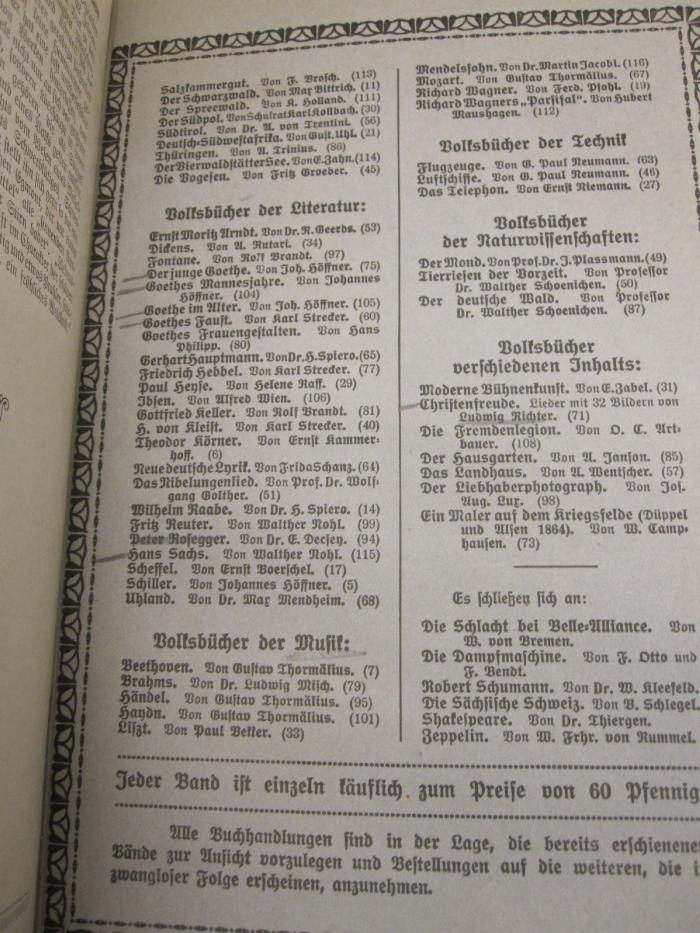 Salzkammergut. Von F. Brosch. (113)
Der Schwarzwald. Von Max Bittrich. (11)
Der Spreewald. Von K. Holland. (111)
Der Südpol. Von Schulrat Karl Kollbach. (30)
Südtirol. Von Dr. A. von Trentini. (56)
Deutsch-Südwestafrika. Von Gust. Uhl. (21)
Thüringen. Von A. Trinius. (86)
Der Vierwaldstätter See. Von E. Zahn. (114)
Die Vogesen. Von Fritz Groeber. (45)
Volksbücher der Literatur:
Ernst Moritz Arndt. Von Dr. R. Geerds. (53)
Dickens. Von A. Rutari. (34)
Fontane. Von Rolf Brandt. (97)
Der junge Goethe. Von Joh. Höffner. (75)
Goethes Mannesjahre. Von Johannes
Höffner. (104)
Goethe im Alter. Von Joh. Höffner. (105)
Goethes Faust. Von Karl Strecker. (60)
Goethes Frauengestalten. Von Hans
Philipp. (80)
Gerhart Hauptmann. Von Dr. H. Spiero. (65)
Friedrich Hebbel. Von Karl Strecker. (77)
Paul Heyse. Von Helene Raff. (29)
Ibsen. Von Alfred Wien. (106)
Gottfried Keller. Von Rolf Brandt. (81)
H. von Kleist. Von Karl Strecker. (40)
Theodor Körner. Von Ernst Kammer-
hoff. (6)
Neue deutsche Lyrik. Von Frida Schanz. (64)
Das Nibelungenlied. Von Prof. Dr. Wolf-
gang Golther. (51)
Wilhelm Raabe. Von Dr. H. Spiero. (14)
Fritz Reuter. Von Walther Nohl. (99)
Peter Rosegger. Von Dr. E. Decsey. (94)
Hans Sachs. Von Walther Nohl. (115)
Scheffel. Von Ernst Boerschel. (17)
Schiller. Von Johannes Höffner. (5)
Uhland. Von Dr. Max Mendheim. (68)
Volksbücher der Musik:
Beethoven. Von Gustav Thormälius. (7)
Brahms. Von Dr. Ludwig Misch. (79)
Händel. Von Gustav Thormälius. (95)
Haydn. Von Gustav Thormälius. (101)
Liszt. Von Paul Bekker. (33)
Mendelssohn. Von Dr. Martin Jacobi. (116)
Mozart. Von Gustav Thormälius. (67)
Richard Wagner. Von Ferd. Pfohl. (19)
Richard Wagners „Parsifal“. Von Hubert
Maushagen. (112)
Volksbücher der Technik
Flugzeuge. Von G. Paul Neumann. (63)
Luftschiffe. Von G. Paul Neumann. (46)
Das Telephon. Von Ernst Niemann. (27)
Volksbücher
der Naturwissenschaften:
Der Mond. Von Prof. Dr. J. Plassmann. (49)
Tierriesen der Vorzeit. Von Professor
Dr. Walther Schoenichen. (50)
Der deutsche Wald. Von Professor
Dr. Walther Schoenichen. (87)
Volksbücher
verschiedenen Inhalts:
Moderne Bühnenkunst. Von E. Zabel. (31)
Christenfreude. Lieder mit 32 Bildern von
Ludwig Richter. (71)
Die Fremdenlegion. Von O. C. Art-
bauer. (108)
Der Hausgarten. Von A. Janson. (85)
Das Landhaus. Von A. Wentscher. (57)
Der Liebhaberphotograph. Von Jos.
Aug. Lux. (98)
Ein Maler auf dem Kriegsfelde (Düppel
und Alsen 1864). Von W. Camp-
hausen. (73)
Es schließen sich an:
Die Schlacht bei Belle-Alliance. Von
W. von Bremen.
Die Dampfmaschine. Von F. Otto und
F. Bendt.
Robert Schumann. Von Dr. W. Kleefeld.
Die Sächsische Schweiz. Von B. Schlegel.
Shakespeare. Von Dr. Thiergen.
Zeppelin. Von W. Frhr. von Rummel.
Jeder Band ist einzeln käuflich zum Preise von 60 Pfennig
Alle Buchhandlungen sind in der Lage, die bereits erschienene
Bände zur Ansicht vorzulegen und Bestellungen auf die weiteren, die i
zwangloser Folge erscheinen, anzunehmen.